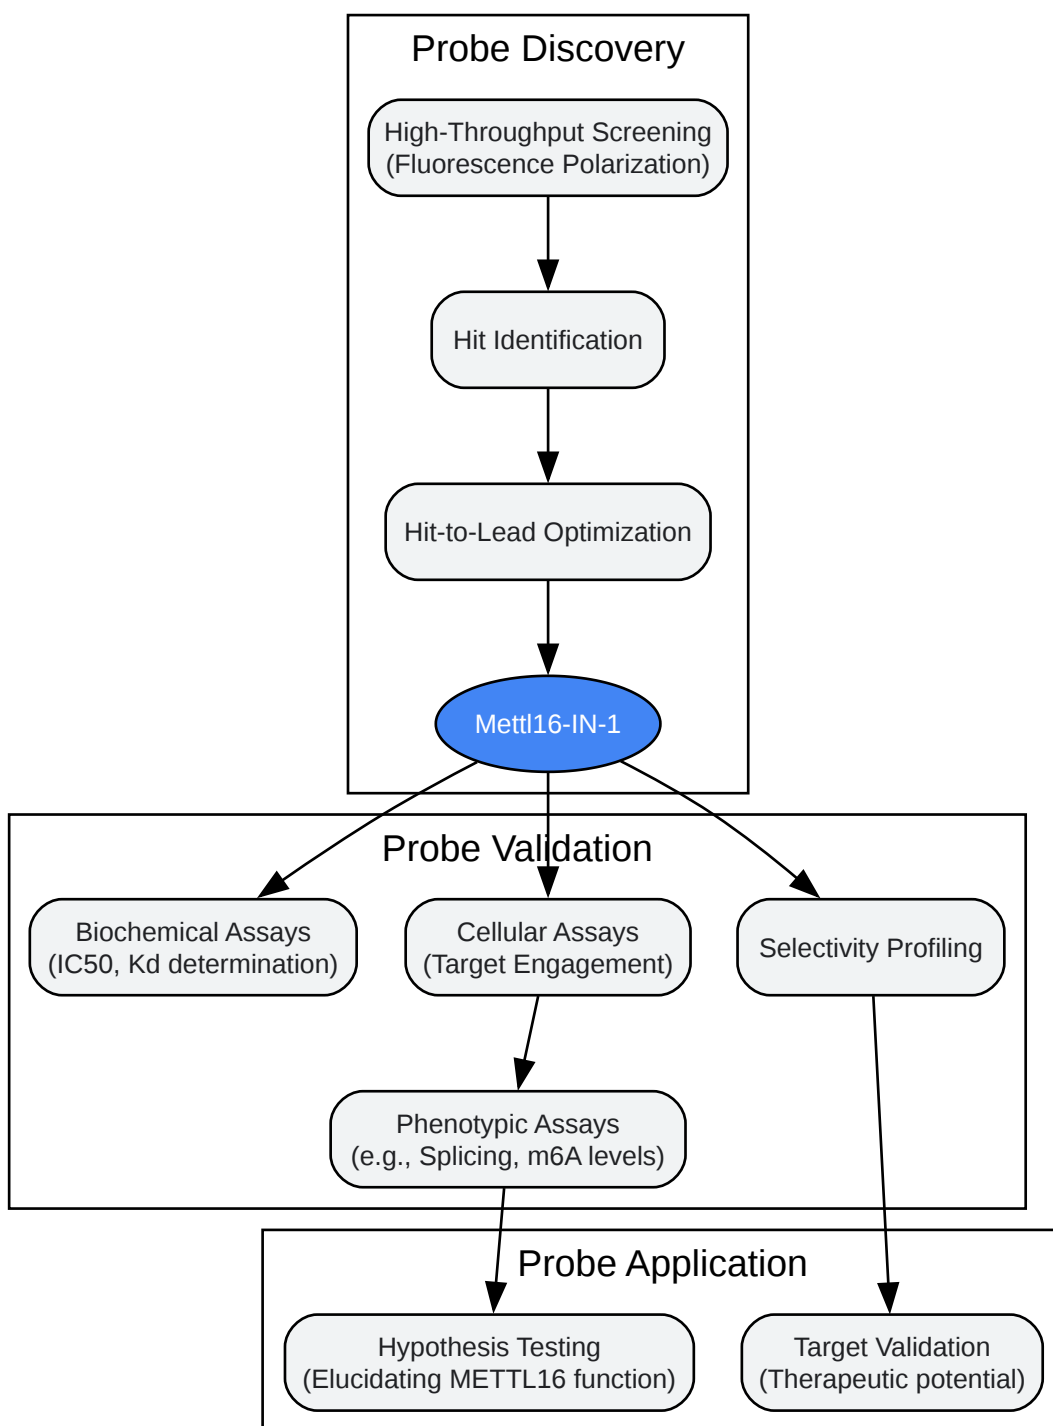 Probe Discovery
High-Throughput Screening
(Fluorescence Polarization)
Hit Identification
Hit-to-Lead Optimization
Mettl16-IN-1
Probe Validation
Biochemical Assays
(IC50, Kd determination)
Cellular Assays
(Target Engagement)
Selectivity Profiling
Phenotypic Assays
(e.g., Splicing, m6A levels)
Probe Application
Hypothesis Testing
(Elucidating METTL16 function)
Target Validation
(Therapeutic potential)